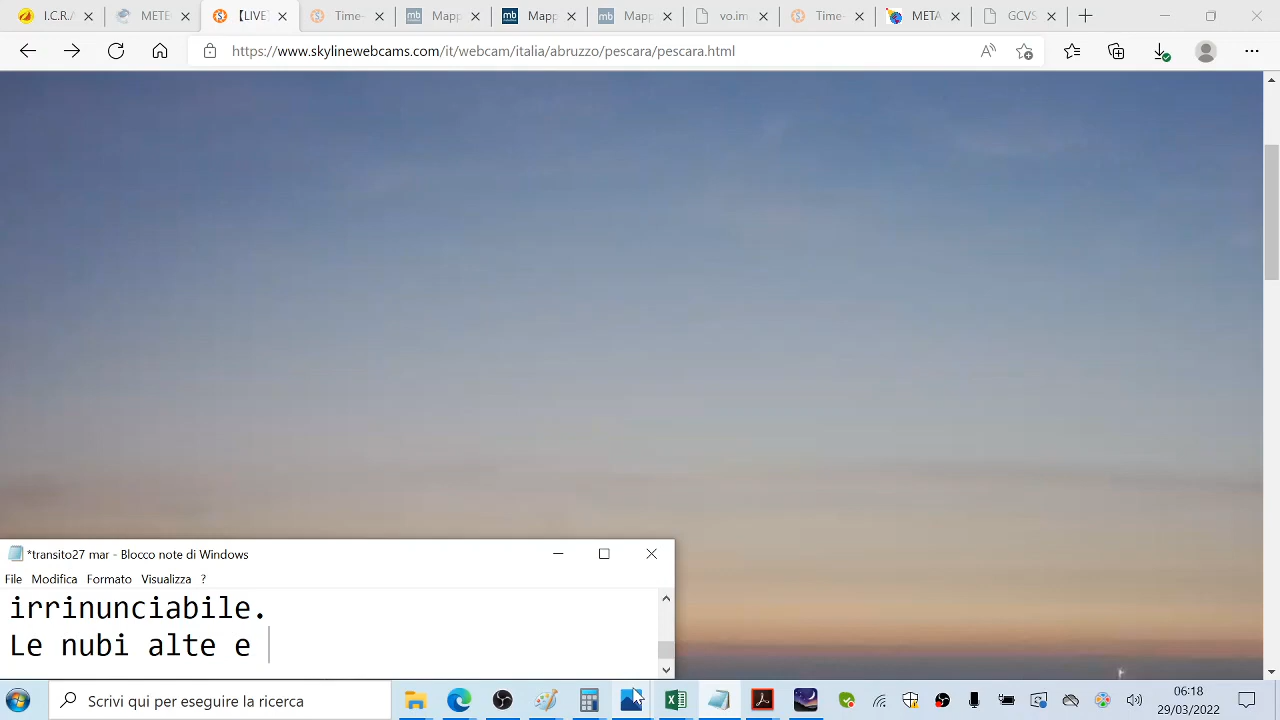 I.C.R.
METE
【LIVE
Time-
Mapp
Mapp
Mapp
vo.im
Time-
META
GCVS
https://www.skylinewebcams.com/it/webcam/italia/abruzzo/pescara/pescara.html
*transito27 mar - Blocco note di Windows
File Modifica Formato Visualizza ?
irrinunciabile.
Le nubi alte e
Scrivi qui per eseguire la ricerca
06:18
29/03/2022